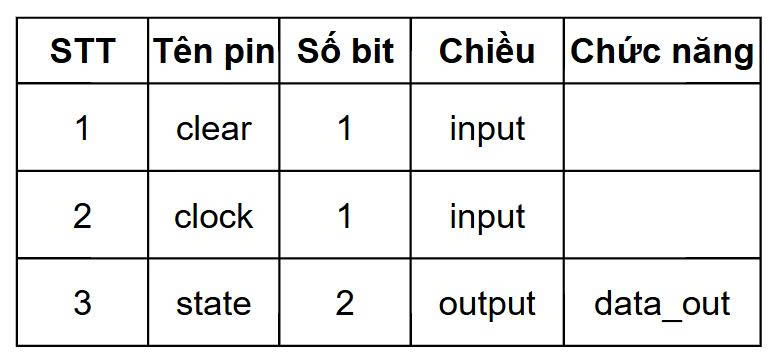 STT Tên pin Số bit Chiều Chức năng
1 clear 1 input
2 clock 1 input
3 state 2 output data_out